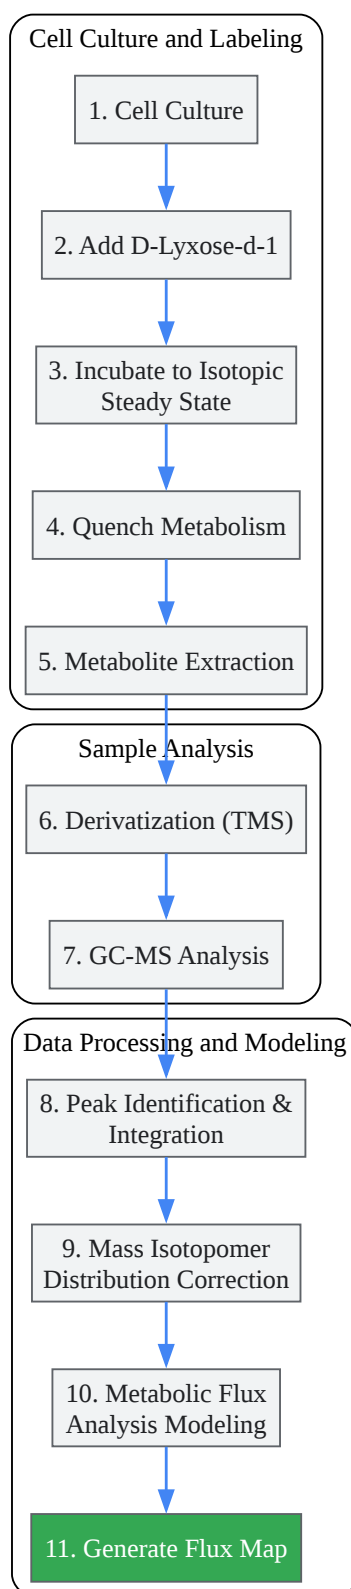 Cell Culture and Labeling
1. Cell Culture
2. Add D-Lyxose-d-1
3. Incubate to Isotopic
Steady State
4. Quench Metabolism
5. Metabolite Extraction
Sample Analysis
6. Derivatization (TMS)
7. GC-MS Analysis
Data Processing and Modeling
8. Peak Identification &
Integration
9. Mass Isotopomer
Distribution Correction
10. Metabolic Flux
Analysis Modeling
11. Generate Flux Map